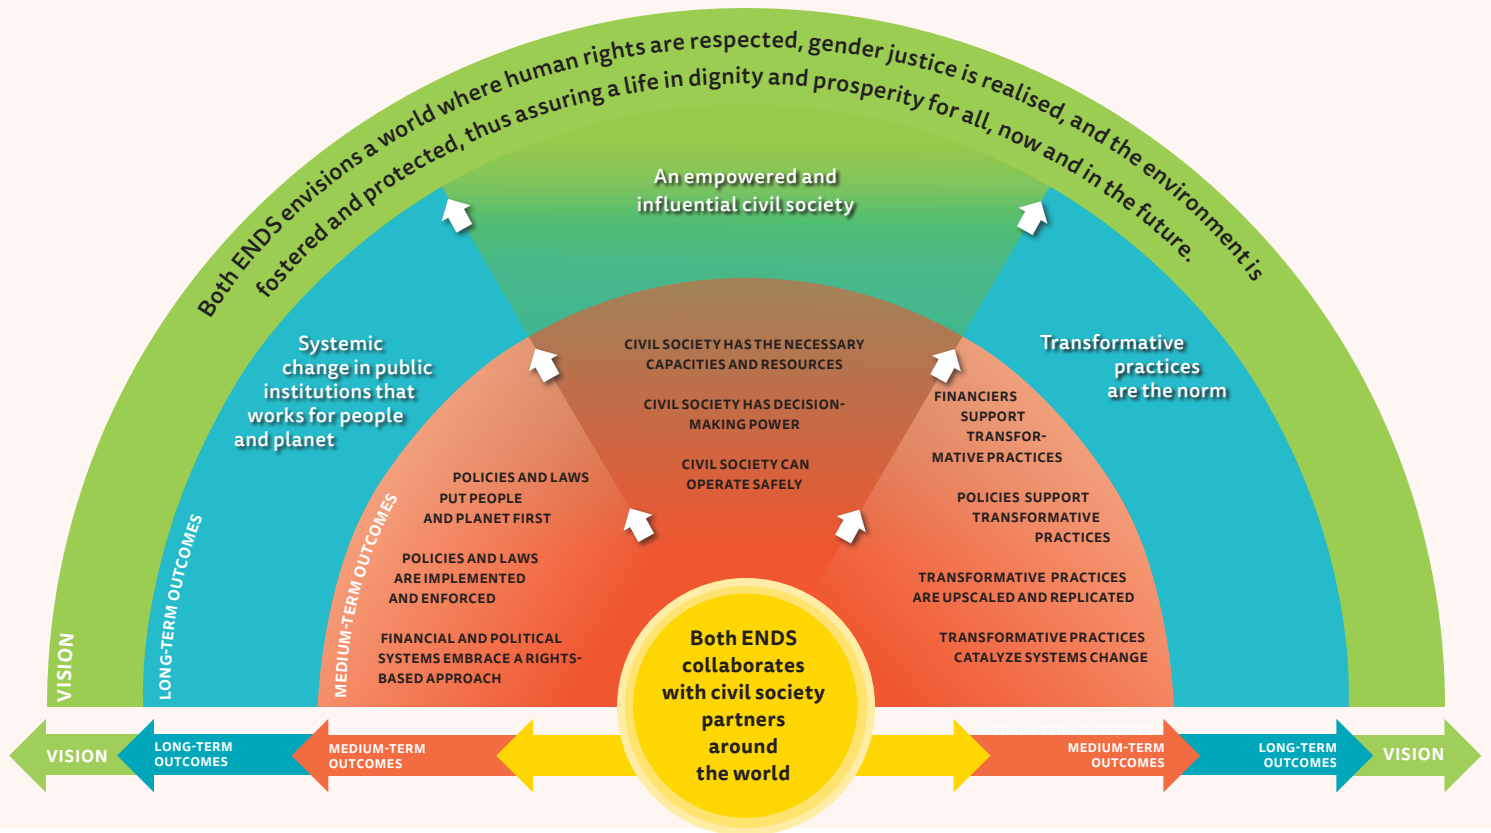 Both ENDS envisions a world where human rights are respected, gender justice is realised, and the environment is
fostered and protected, thus assuring a life in dignity and prosperity for all, now and in the future.
An empowered and
influential civil society
Systemic
change in public
institutions that
works for people
and planet
Transformative
practices
are the norm
CIVIL SOCIETY HAS THE NECESSARY
CAPACITIES AND RESOURCES
CIVIL SOCIETY HAS DECISION-
MAKING POWER
CIVIL SOCIETY CAN
OPERATE SAFELY
POLICIES AND LAWS
PUT PEOPLE
AND PLANET FIRST
POLICIES AND LAWS
ARE IMPLEMENTED
AND ENFORCED
FINANCIAL AND POLITICAL
SYSTEMS EMBRACE A RIGHTS-
BASED APPROACH
FINANCIERS
SUPPORT
TRANSFOR-
MATIVE PRACTICES
POLICIES SUPPORT
TRANSFORMATIVE
PRACTICES
TRANSFORMATIVE PRACTICES
ARE UPSCALED AND REPLICATED
TRANSFORMATIVE PRACTICES
CATALYZE SYSTEMS CHANGE
VISION
LONG-TERM OUTCOMES
MEDIUM-TERM OUTCOMES
Both ENDS
collaborates
with civil society
partners
around
the world
VISION
LONG-TERM
OUTCOMES
MEDIUM-TERM
OUTCOMES
MEDIUM-TERM OUTCOMES
MEDIUM-TERM
OUTCOMES
LONG-TERM
OUTCOMES
VISION